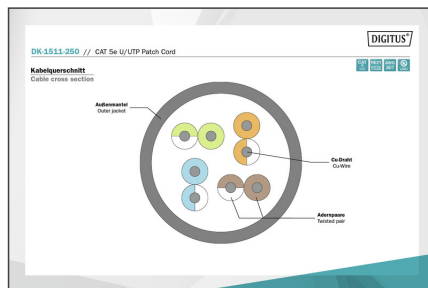 DIGITUS®
DK-1511-250 // CAT 5e U/UTP Patch Cord
Kabelquerschnitt
Cable cross section
Außenmantel
Outer jacket
Cu-Draht
Cu-Wire
Adernpaare
Twisted pair